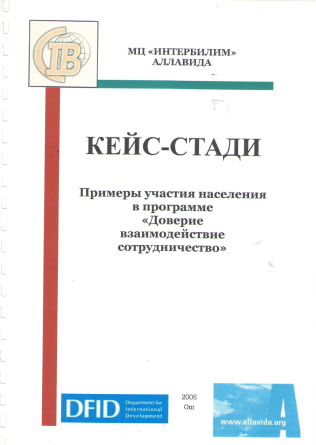 МЦ «ИНТЕРБИЛИМ»
АЛЛАВИДА
КЕЙС-СТАДИ
Примеры участия населения
в программе
«Доверие
взаимодействие
сотрудничество»
DFID
Department for
International
Development
2006
Ош
www.allavida.org